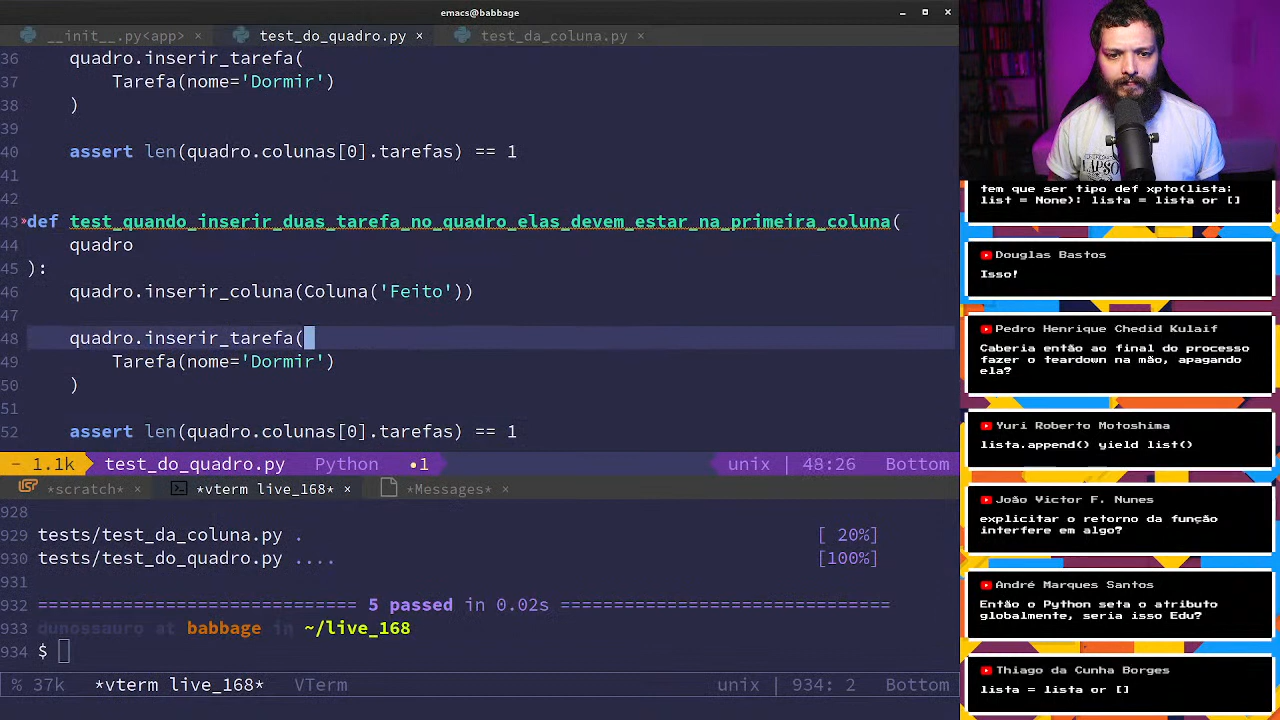 emacs@babbage
__init__.py<app> ×
test_do_quadro.py ×
test_da_coluna.py ×
36 quadro.inserir_tarefa(
37 Tarefa(nome='Dormir')
38 )
39
40 assert len(quadro.colunas[0].tarefas) == 1
41
42
43 def test_quando_inserir_duas_tarefa_no_quadro_elas_devem_estar_na_primeira_coluna(
44 quadro
45 ):
46 quadro.inserir_coluna(Coluna('Feito'))
47
48 quadro.inserir_tarefa(
49 Tarefa(nome='Dormir')
50 )
51
52 assert len(quadro.colunas[0].tarefas) == 1
- 1.1k test_do_quadro.py Python •1 unix | 48:26 Bottom
*scratch* × *vterm live_168* × *Messages* ×
928
929 tests/test_da_coluna.py . [ 20%]
930 tests/test_do_quadro.py .... [100%]
931
932 ============================== 5 passed in 0.02s ===============================
933 dunossauro at babbage in ~/live_168
934 $
% 37k *vterm live_168* VTerm unix | 934: 2 Bottom
LAPSO
tem que ser tipo def xpto(lista:
list = None): lista = lista or []
Douglas Bastos
Isso!
Pedro Henrique Chedid Kulaif
Caberia então ao final do processo
fazer o teardown na mão, apagando
ela?
Yuri Roberto Motoshima
lista.append() yield list()
João Victor F. Nunes
explicitar o retorno da função
interfere em algo?
André Marques Santos
Então o Python seta o atributo
globalmente, seria isso Edu?
Thiago da Cunha Borges
lista = lista or []